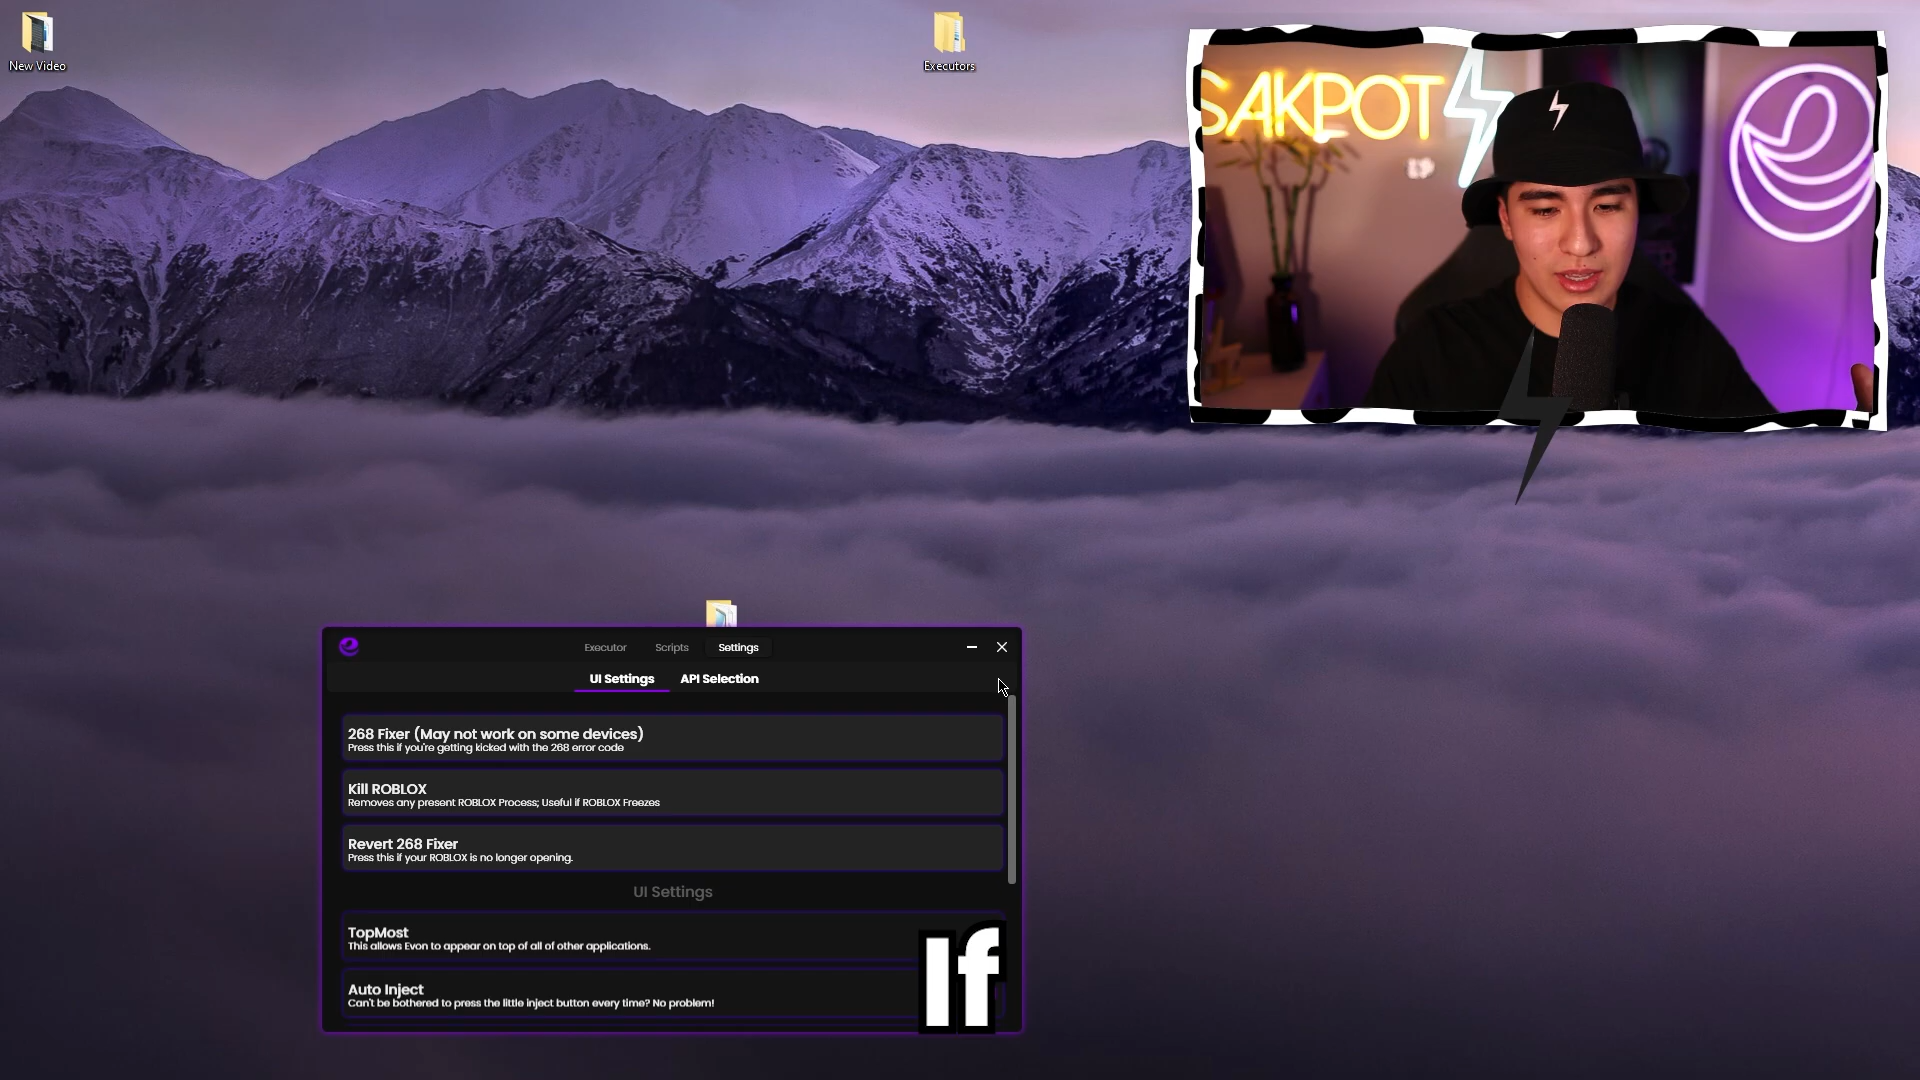 New Video
Executors
SAKPOT
Executor
Scripts
Settings
UI Settings
API Selection
268 Fixer (May not work on some devices)
Press this if you're getting kicked with the 268 error code
Kill ROBLOX
Removes any present ROBLOX Process; Useful if ROBLOX Freezes
Revert 268 Fixer
Press this if your ROBLOX is no longer opening.
UI Settings
TopMost
This allows Evon to appear on top of all of other applications.
Auto Inject
Can't be bothered to press the little inject button every time? No problem!
If